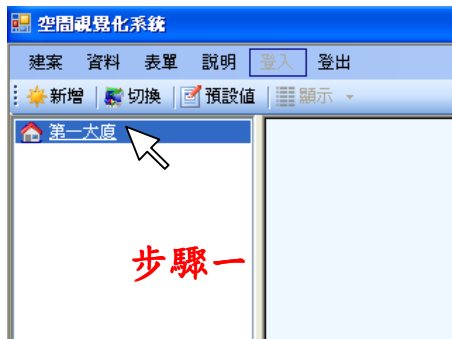 空間視覺化系統
建案 資料 表單 說明 登入 登出
新增 切換 預設值 顯示
第一大廈
步驟一